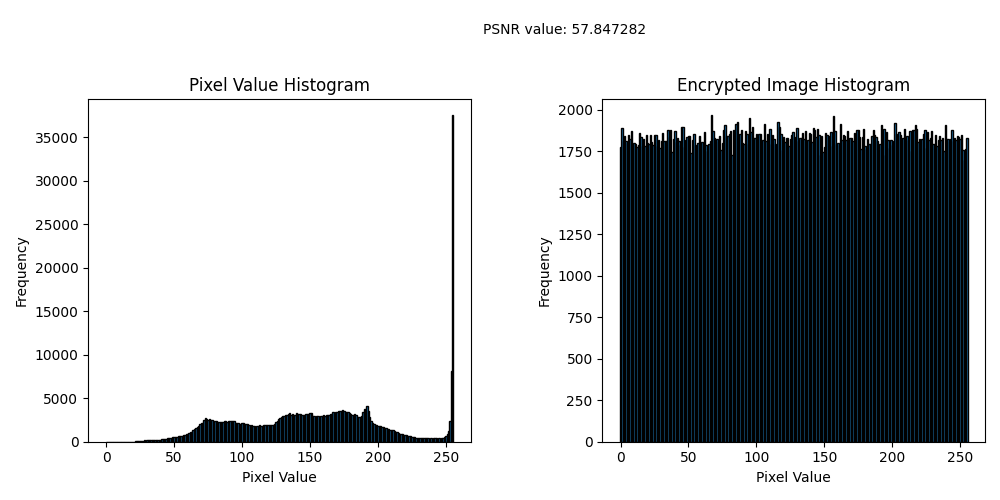 PSNR value: 57.847282
Pixel Value Histogram
35000
30000
25000
20000
15000
10000
5000
0
Frequency
0 50 100 150 200 250
Pixel Value
Encrypted Image Histogram
2000
1750
1500
1250
1000
750
500
250
0
Frequency
0 50 100 150 200 250
Pixel Value